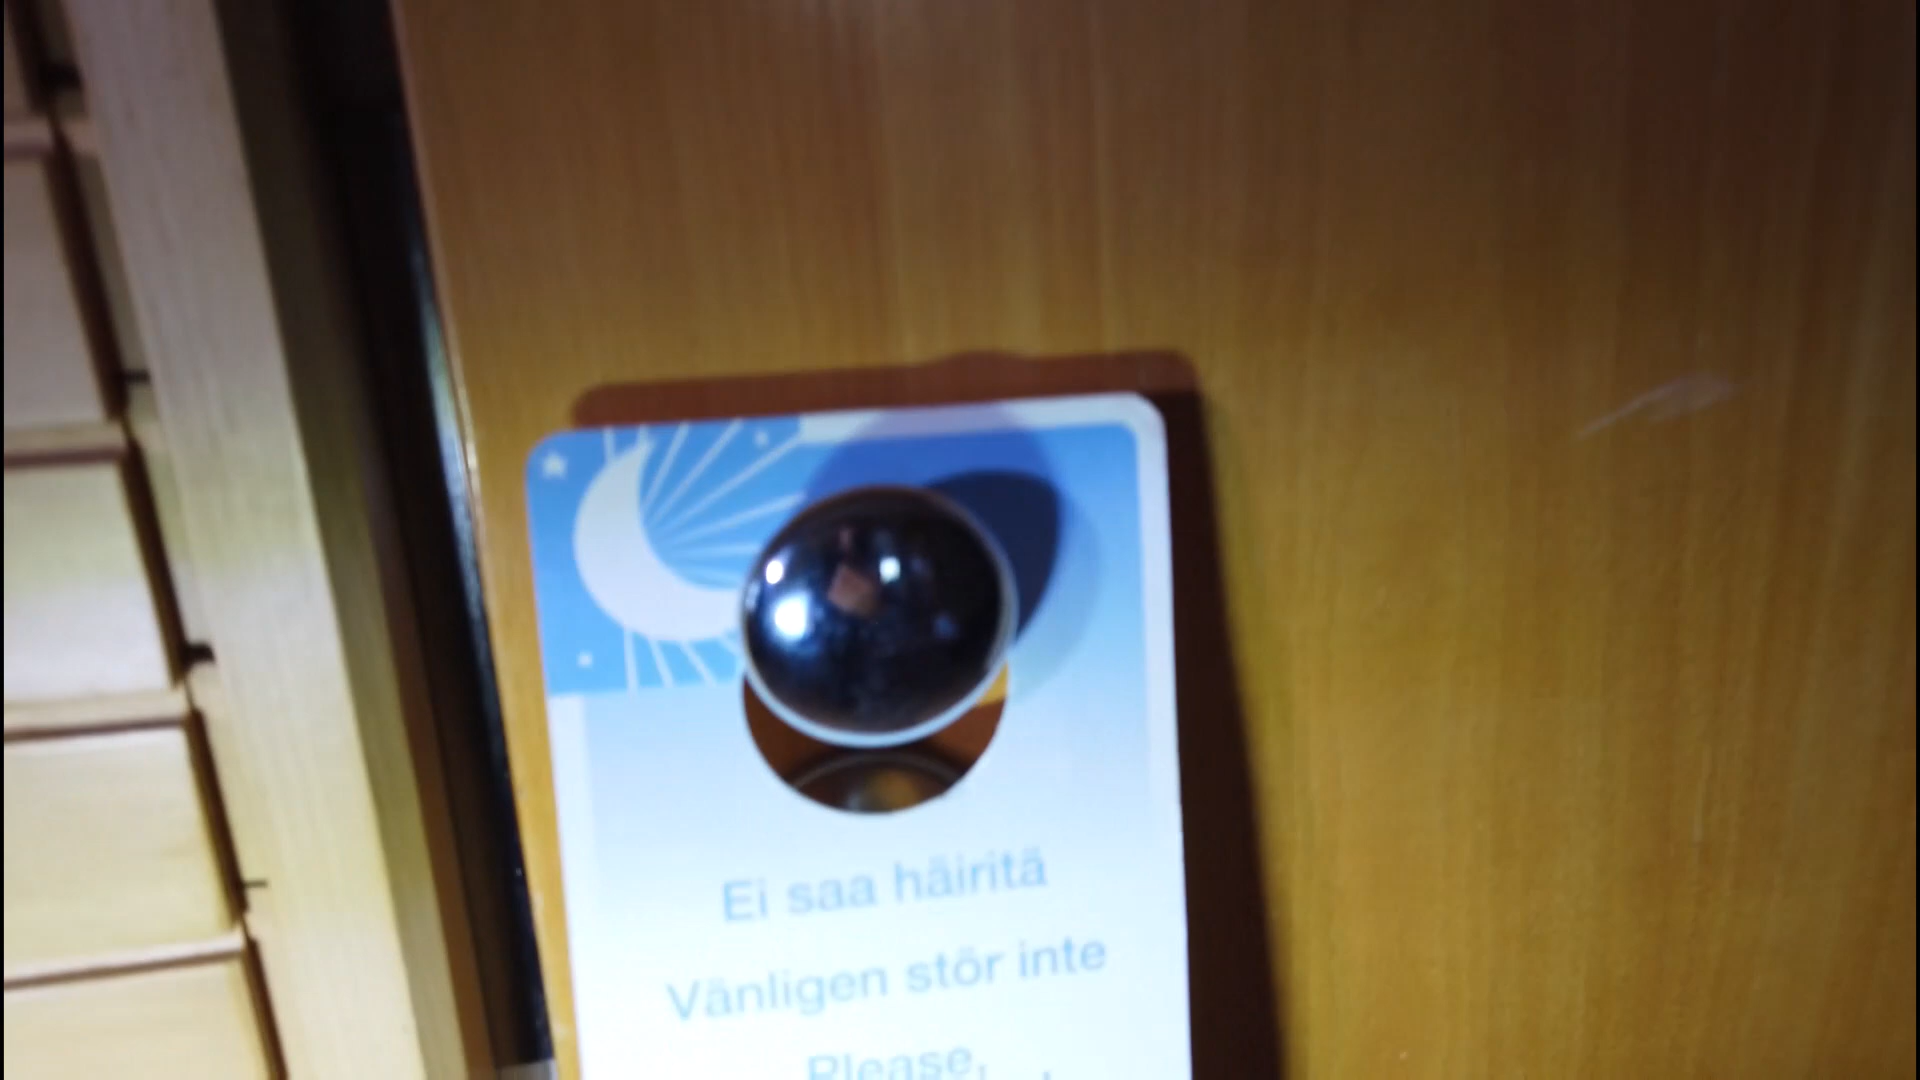 Ei saa häiritä
Vänligen stör inte
Please,